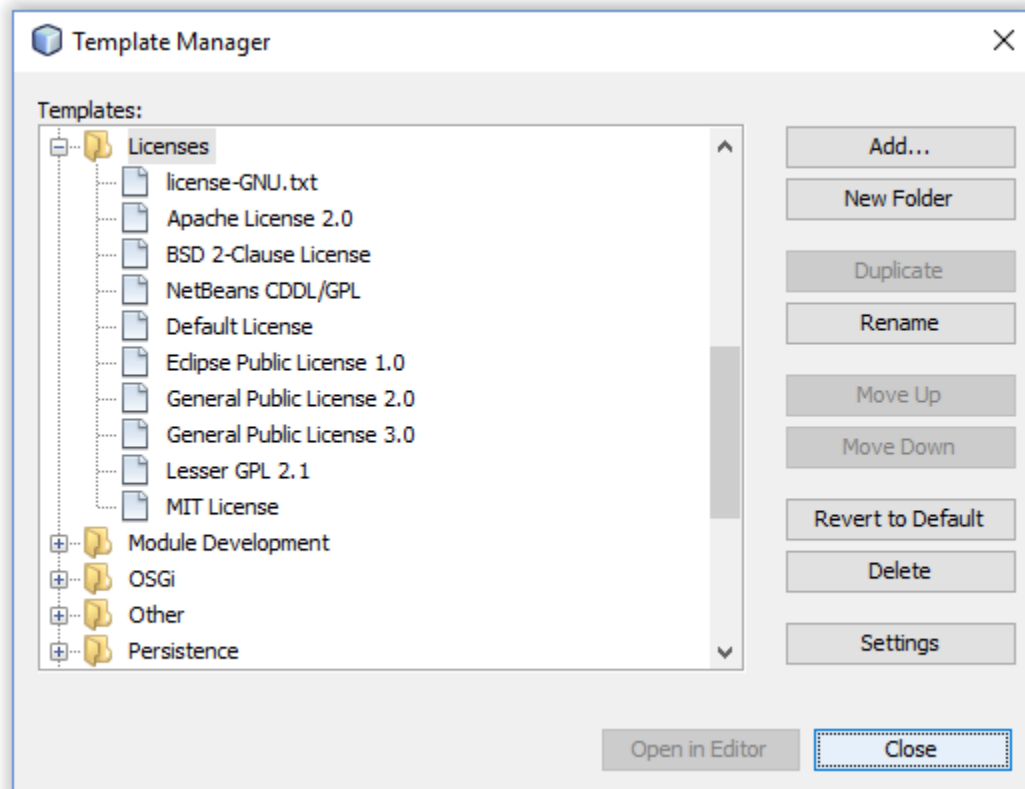 Template Manager
Templates:
Licenses
license-GNU.txt
Apache License 2.0
BSD 2-Clause License
NetBeans CDDL/GPL
Default License
Eclipse Public License 1.0
General Public License 2.0
General Public License 3.0
Lesser GPL 2.1
MIT License
Module Development
OSGi
Other
Persistence
Add...
New Folder
Duplicate
Rename
Move Up
Move Down
Revert to Default
Delete
Settings
Open in Editor
Close